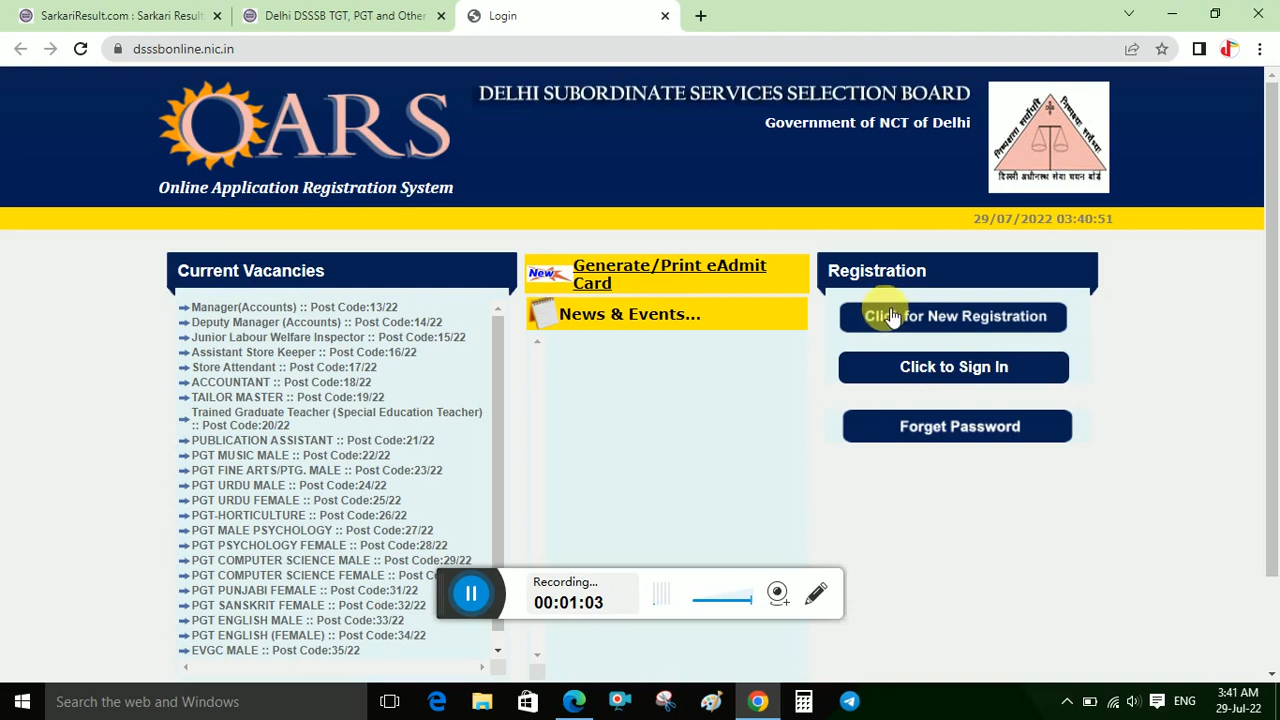 SarkariResult.com : Sarkari Result
Delhi DSSSB TGT, PGT and Other
Login
dsssbonline.nic.in
OARS
Online Application Registration System
DELHI SUBORDINATE SERVICES SELECTION BOARD
Government of NCT of Delhi
दिल्ली अधीनस्थ सेवा चयन बोर्ड
29/07/2022 03:40:51
Current Vacancies
Manager(Accounts) :: Post Code:13/22
Deputy Manager (Accounts) :: Post Code:14/22
Junior Labour Welfare Inspector :: Post Code:15/22
Assistant Store Keeper :: Post Code:16/22
Store Attendant :: Post Code:17/22
ACCOUNTANT :: Post Code:18/22
TAILOR MASTER :: Post Code:19/22
Trained Graduate Teacher (Special Education Teacher)
:: Post Code:20/22
PUBLICATION ASSISTANT :: Post Code:21/22
PGT MUSIC MALE :: Post Code:22/22
PGT FINE ARTS/PTG. MALE :: Post Code:23/22
PGT URDU MALE :: Post Code:24/22
PGT URDU FEMALE :: Post Code:25/22
PGT-HORTICULTURE :: Post Code:26/22
PGT MALE PSYCHOLOGY :: Post Code:27/22
PGT PSYCHOLOGY FEMALE :: Post Code:28/22
PGT COMPUTER SCIENCE MALE :: Post Code:29/22
PGT COMPUTER SCIENCE FEMALE :: Post C
PGT PUNJABI FEMALE :: Post Code:31/22
PGT SANSKRIT FEMALE :: Post Code:32/22
PGT ENGLISH MALE :: Post Code:33/22
PGT ENGLISH (FEMALE) :: Post Code:34/22
EVGC MALE :: Post Code:35/22
New
Generate/Print eAdmit
Card
News & Events...
Registration
Click for New Registration
Click to Sign In
Forget Password
Recording...
00:01:03
Search the web and Windows
ENG
3:41 AM
29-Jul-22